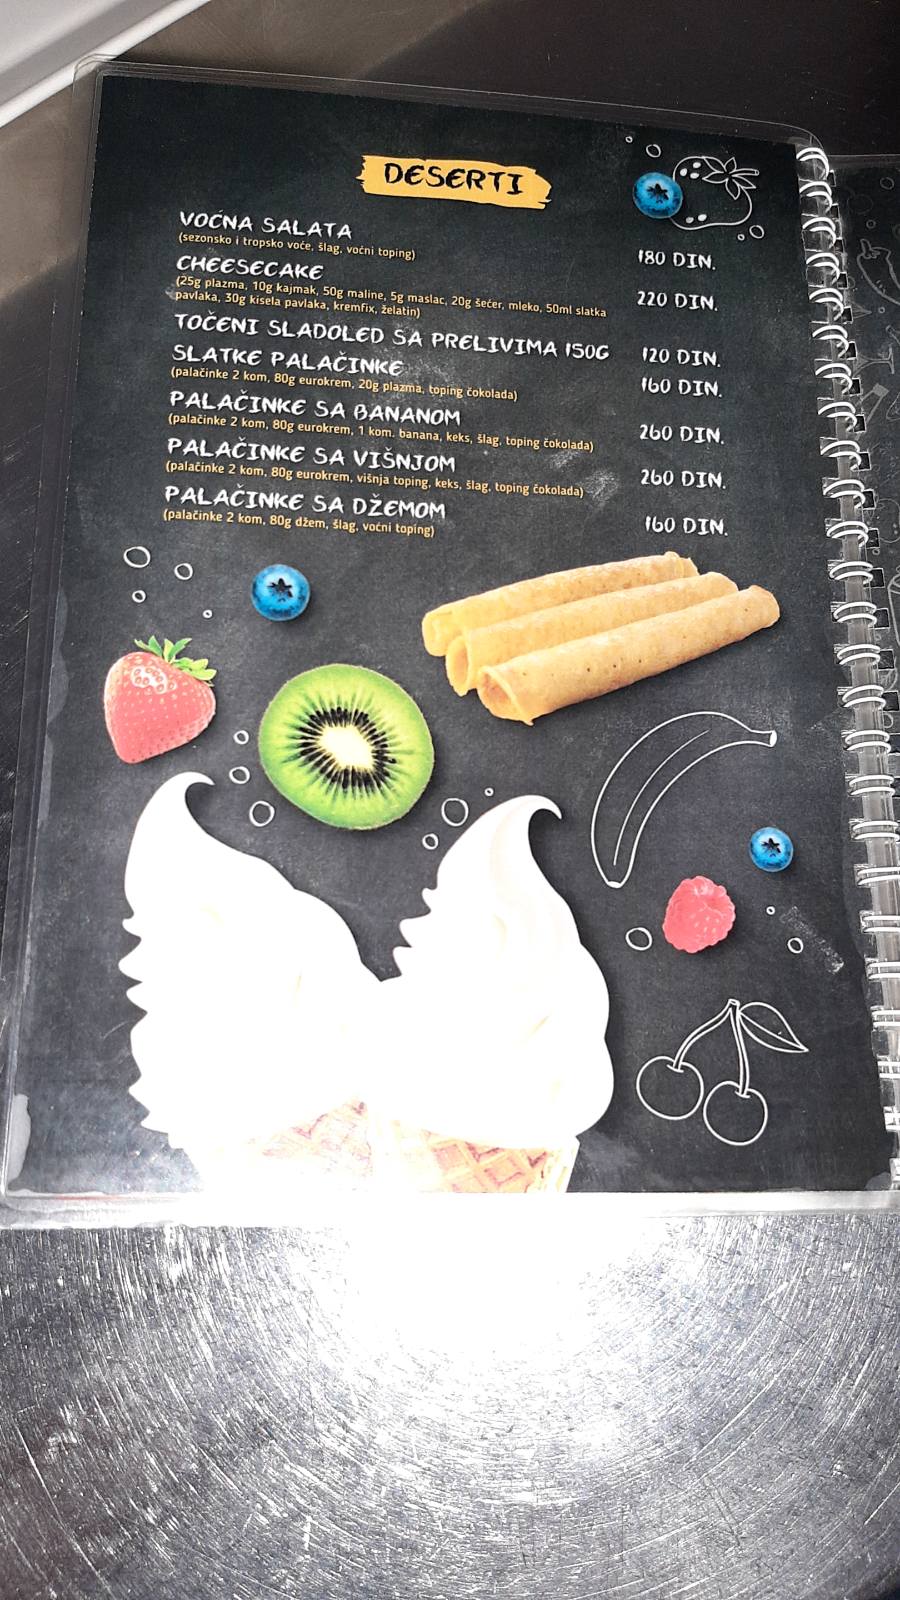 DESERTI
VOĆNA SALATA
(sezonsko i tropsko voće, šlag, voćni toping)
180 DIN.
CHEESECAKE
(25g plazma, 10g kajmak, 50g maline, 5g maslac, 20g šećer, mleko, 50ml slatka
pavlaka, 30g kisela pavlaka, kremfix, želatin)
220 DIN.
TOČENI SLADOLED SA PRELIVIMA 150G
120 DIN.
SLATKE PALAČINKE
(palačinke 2 kom, 80g eurokrem, 20g plazma, toping čokolada)
160 DIN.
PALAČINKE SA BANANOM
(palačinke 2 kom, 80g eurokrem, 1 kom. banana, keks, šlag, toping čokolada)
260 DIN.
PALAČINKE SA VIŠNJOM
(palačinke 2 kom, 80g eurokrem, višnja toping, keks, šlag, toping čokolada)
260 DIN.
PALAČINKE SA DŽEMOM
(palačinke 2 kom, 80g džem, šlag, voćni toping)
160 DIN.